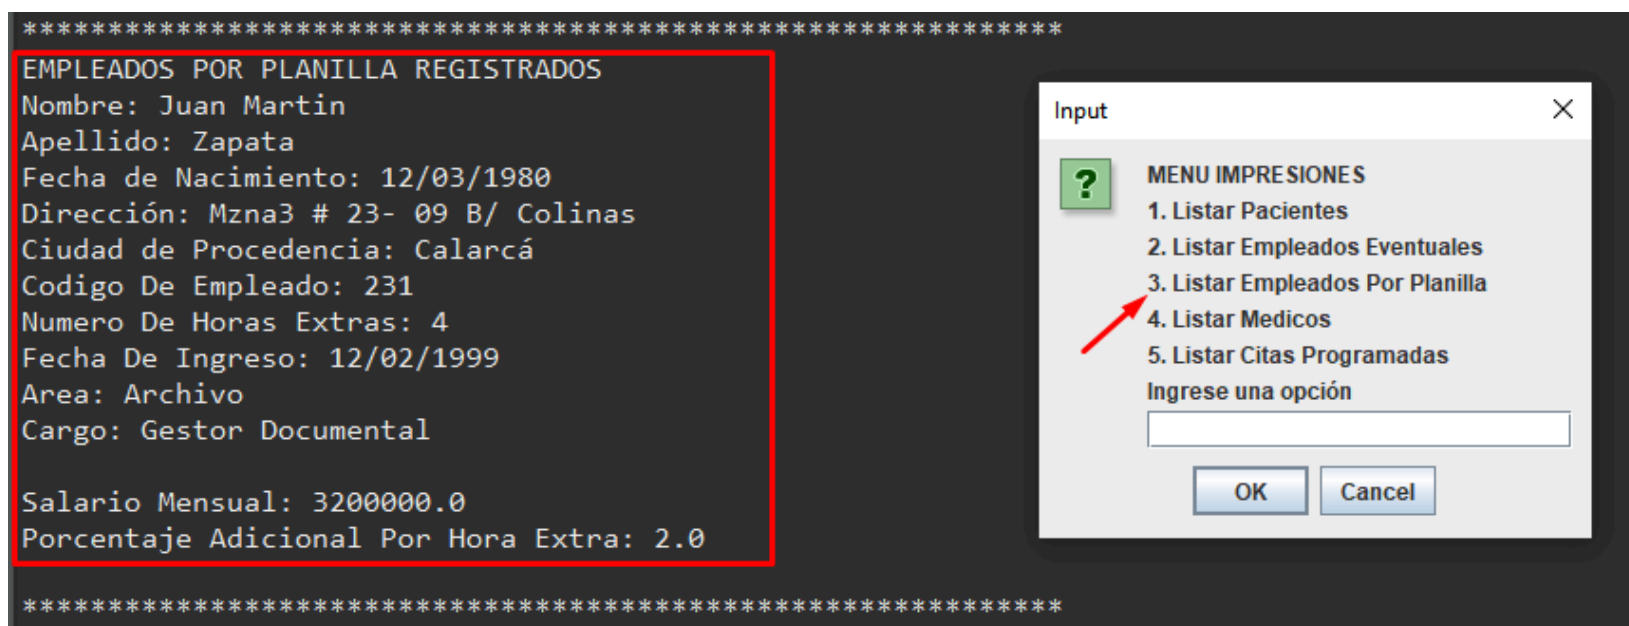 *************************************************************
EMPLEADOS POR PLANILLA REGISTRADOS
Nombre: Juan Martin
Apellido: Zapata
Fecha de Nacimiento: 12/03/1980
Dirección: Mzna3 # 23- 09 B/ Colinas
Ciudad de Procedencia: Calarcá
Codigo De Empleado: 231
Numero De Horas Extras: 4
Fecha De Ingreso: 12/02/1999
Area: Archivo
Cargo: Gestor Documental
Salario Mensual: 3200000.0
Porcentaje Adicional Por Hora Extra: 2.0
*************************************************************
Input
?
MENU IMPRESIONES
1. Listar Pacientes
2. Listar Empleados Eventuales
3. Listar Empleados Por Planilla
4. Listar Medicos
5. Listar Citas Programadas
Ingrese una opción
OK Cancel